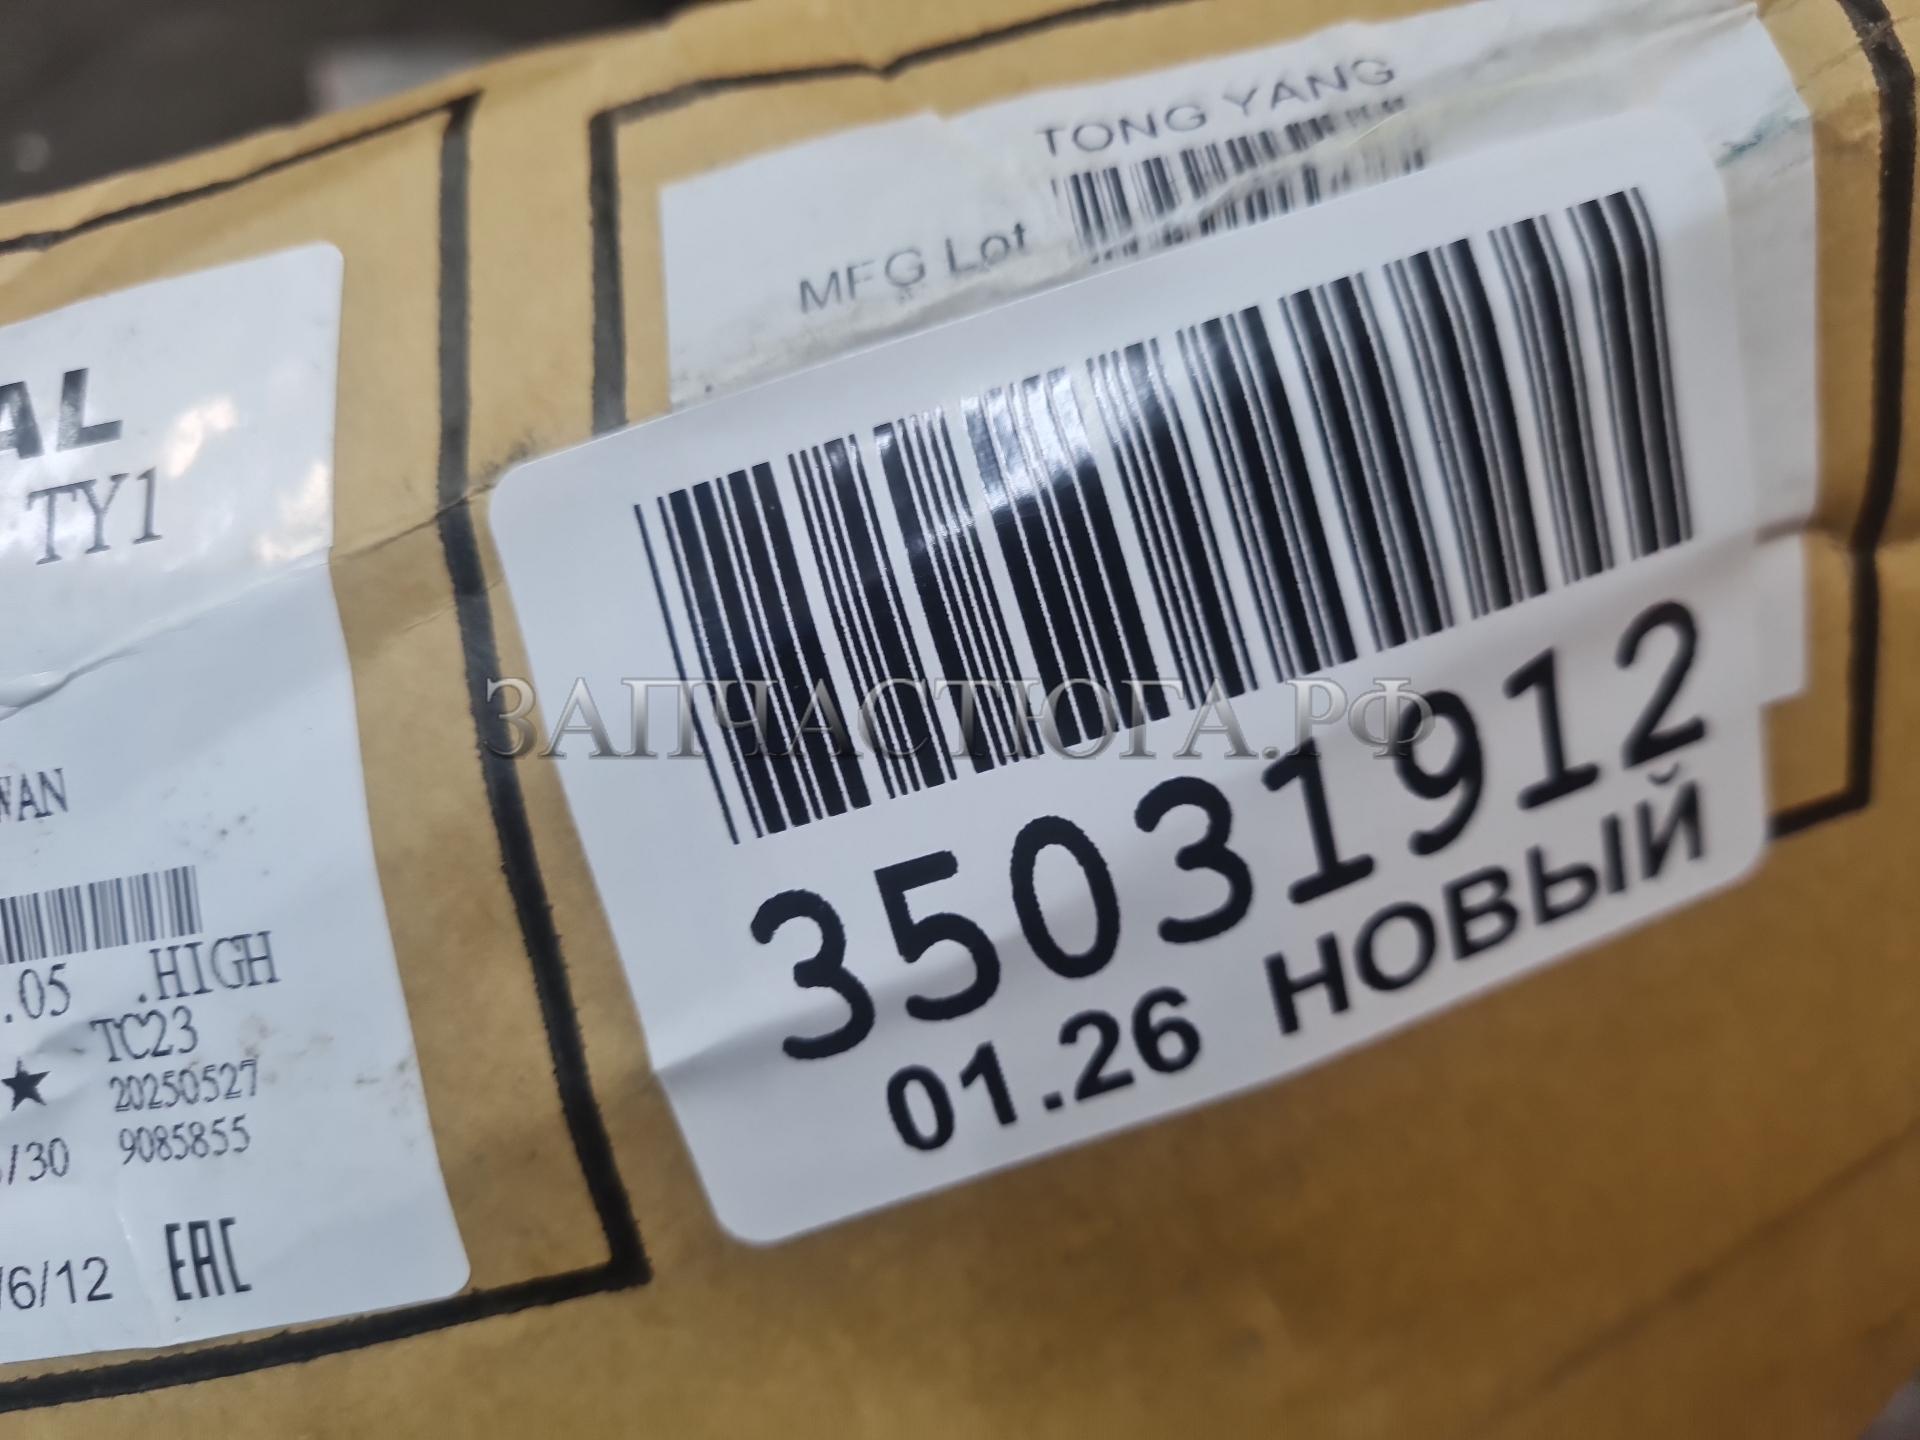 AL
TY1
WAN
.05 .HIGH
★ TC23
20250527
/30 9085855
/6/12 EAC
TONG YANG
MFG Lot
35031912
01.26 НОВЫЙ
ЗАПЧАСТЮГА.РФ